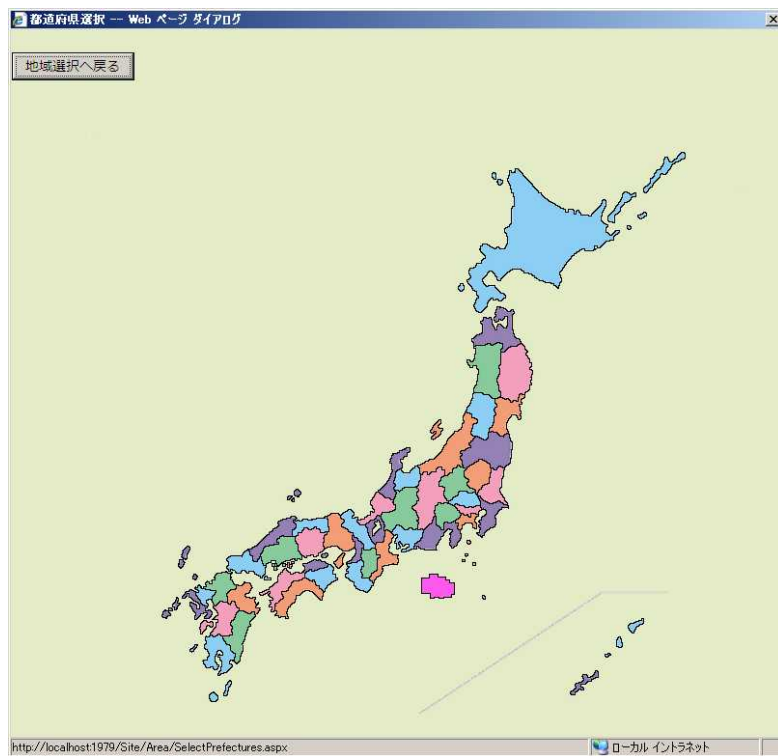 都道府県選択 -- Web ページ ダイアログ
地域選択へ戻る
http://localhost:1979/Site/Area/SelectPrefectures.aspx
ローカル イントラネット